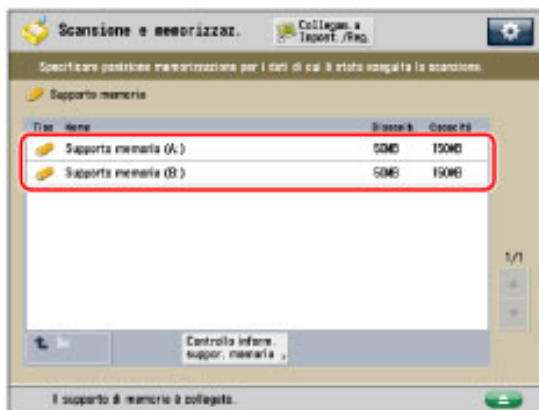 Scansione e memorizzaz.
Collegam. a
Impost./Reg.
Specificare posizione memorizzazione per i dati di cui è stata eseguita la scansione.
Supporto memoria
Tipo Nome Disponib. Capacità
Supporto memoria (A:) 50MB 150MB
Supporto memoria (B:) 50MB 150MB
1/1
Controllo inform.
suppor. memoria
Il supporto di memoria è collegato.